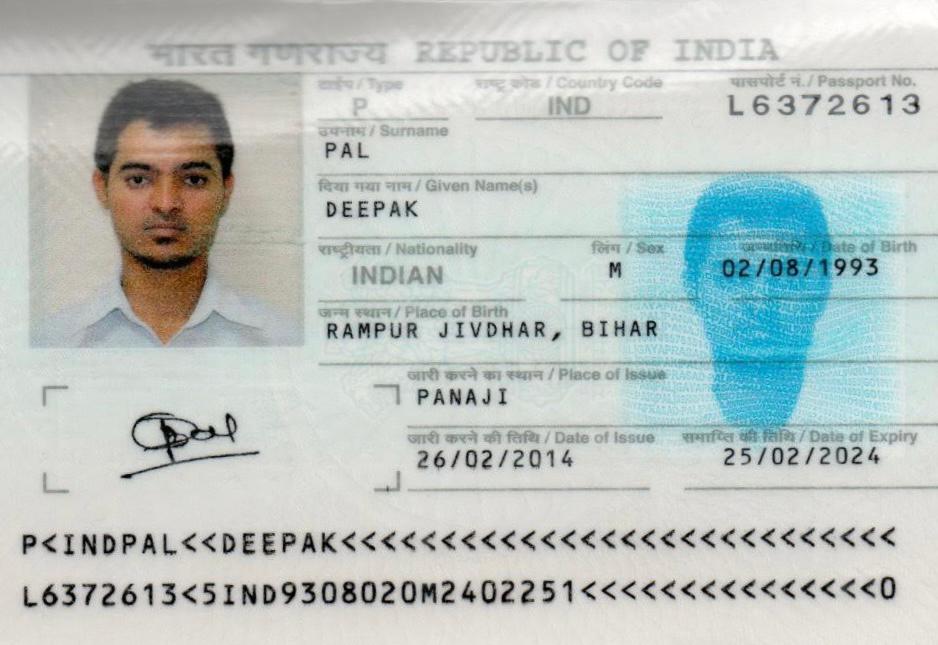 भारत गणराज्य REPUBLIC OF INDIA
टाईप / Type राष्ट्र कोड / Country Code पासपोर्ट नं. / Passport No.
P IND L6372613
उपनाम / Surname
PAL
दिया गया नाम / Given Name(s)
DEEPAK
राष्ट्रीयता / Nationality लिंग / Sex जन्मतिथि / Date of Birth
INDIAN M 02/08/1993
जन्म स्थान / Place of Birth
RAMPUR JIVDHAR, BIHAR
जारी करने का स्थान / Place of Issue
PANAJI
जारी करने की तिथि / Date of Issue समाप्ति की तिथि / Date of Expiry
26/02/2014 25/02/2024
P<INDPAL<<DEEPAK<<<<<<<<<<<<<<<<<<<<<<<<<<<<
L6372613<5IND9308020M2402251<<<<<<<<<<<<<<<0